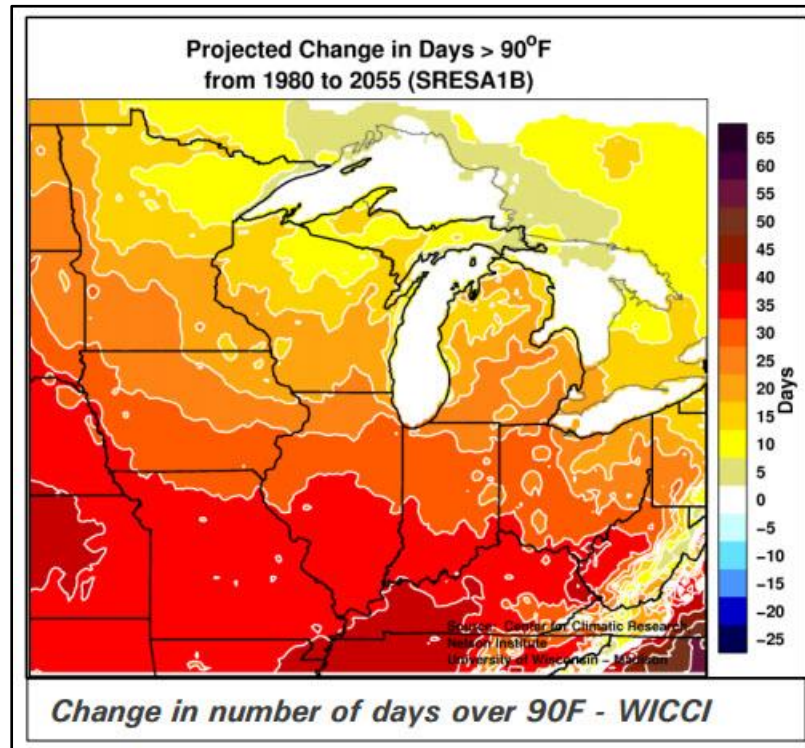 Projected Change in Days > 90°F
from 1980 to 2055 (SRESA1B)
65
60
55
50
45
40
35
30
25
20
15
10
5
0
−5
−10
−15
−20
−25
Days
Source: Center for Climatic Research
Nelson Institute
University of Wisconsin − Madison
Change in number of days over 90F - WICCI